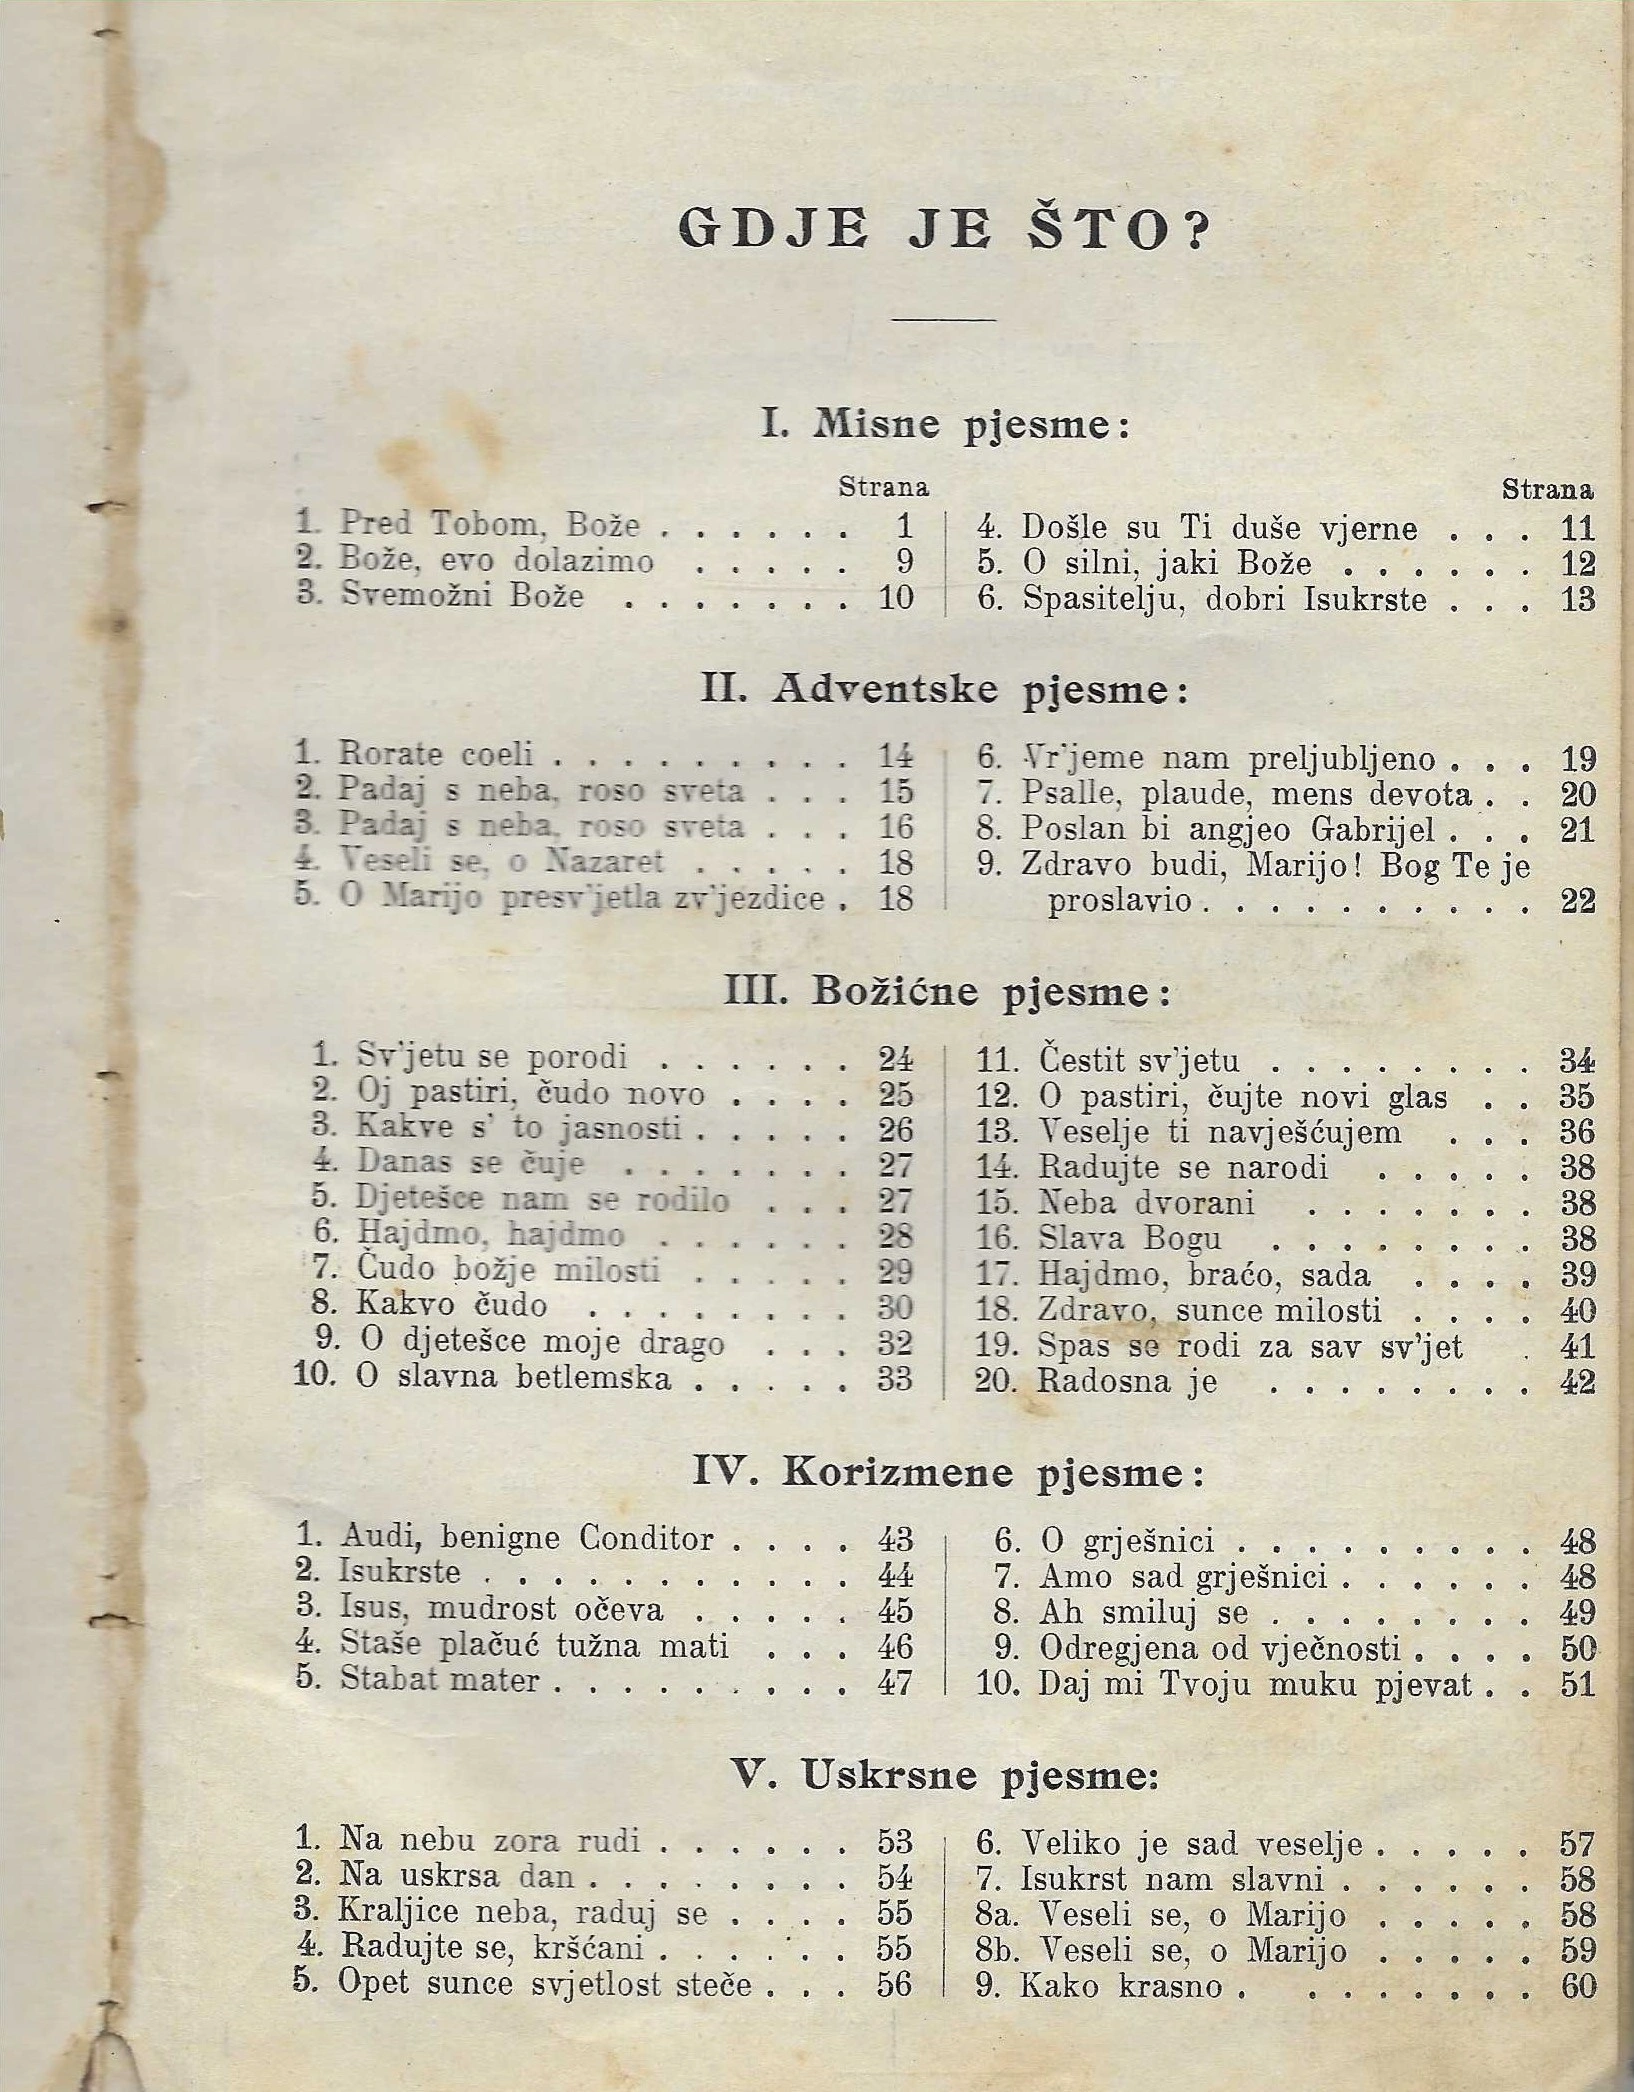 GDJE JE ŠTO?
I. Misne pjesme:
Strana
1. Pred Tobom, Bože . . . . . . 1
2. Bože, evo dolazimo . . . . . 9
3. Svemožni Bože . . . . . . . 10
Strana
4. Došle su Ti duše vjerne . . . 11
5. O silni, jaki Bože . . . . . . 12
6. Spasitelju, dobri Isukrste . . . 13
II. Adventske pjesme:
1. Rorate coeli . . . . . . . . . 14
2. Padaj s neba, roso sveta . . . 15
3. Padaj s neba, roso sveta . . . 16
4. Veseli se, o Nazaret . . . . . 18
5. O Marijo presv'jetla zv'jezdice . 18
6. Vr'jeme nam preljubljeno . . . 19
7. Psalle, plaude, mens devota . . 20
8. Poslan bi angjeo Gabrijel . . . 21
9. Zdravo budi, Marijo! Bog Te je
proslavio . . . . . . . . . . 22
III. Božićne pjesme:
1. Sv'jetu se porodi . . . . . . 24
2. Oj pastiri, čudo novo . . . . 25
3. Kakve s' to jasnosti . . . . . 26
4. Danas se čuje . . . . . . . 27
5. Djetešce nam se rodilo . . . 27
6. Hajdmo, hajdmo . . . . . . 28
7. Čudo božje milosti . . . . . 29
8. Kakvo čudo . . . . . . . . 30
9. O djetešce moje drago . . . 32
10. O slavna betlemska . . . . . 33
11. Čestit sv'jetu . . . . . . . . 34
12. O pastiri, čujte novi glas . . 35
13. Veselje ti navješćujem . . . 36
14. Radujte se narodi . . . . . 38
15. Neba dvorani . . . . . . . 38
16. Slava Bogu . . . . . . . . 38
17. Hajdmo, braćo, sada . . . . 39
18. Zdravo, sunce milosti . . . . 40
19. Spas se rodi za sav sv'jet . 41
20. Radosna je . . . . . . . . 42
IV. Korizmene pjesme:
1. Audi, benigne Conditor . . . . 43
2. Isukrste . . . . . . . . . . . 44
3. Isus, mudrost očeva . . . . . 45
4. Staše plačuć tužna mati . . . 46
5. Stabat mater . . . . . . . . . 47
6. O grješnici . . . . . . . . . 48
7. Amo sad grješnici . . . . . . 48
8. Ah smiluj se . . . . . . . . 49
9. Odregjena od vječnosti . . . . 50
10. Daj mi Tvoju muku pjevat . . 51
V. Uskrsne pjesme:
1. Na nebu zora rudi . . . . . . 53
2. Na uskrsa dan . . . . . . . . 54
3. Kraljice neba, raduj se . . . . 55
4. Radujte se, kršćani . . . . . . 55
5. Opet sunce svjetlost steče . . . 56
6. Veliko je sad veselje . . . . . 57
7. Isukrst nam slavni . . . . . . 58
8a. Veseli se, o Marijo . . . . . 58
8b. Veseli se, o Marijo . . . . . 59
9. Kako krasno . . . . . . . . 60